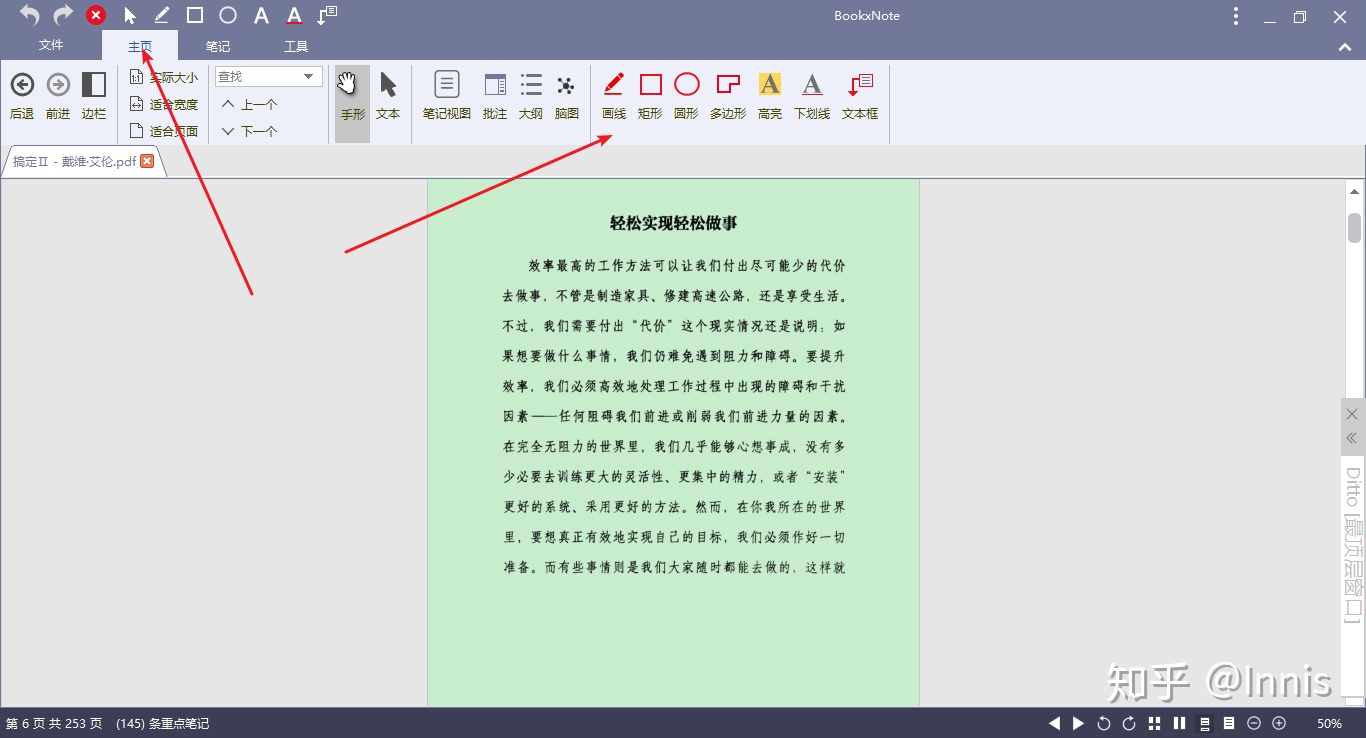 BookxNote
文件 主页 笔记 工具
后退 前进 边栏
实际大小
适合宽度
适合页面
查找
上一个
下一个
手形 文本
笔记视图 批注 大纲 脑图
画线 矩形 圆形 多边形 高亮 下划线 文本框
搞定Ⅱ - 戴维·艾伦.pdf
轻松实现轻松做事
效率最高的工作方法可以让我们付出尽可能少的代价
去做事，不管是制造家具、修建高速公路，还是享受生活。
不过，我们需要付出“代价”这个现实情况还是说明：如
果想要做什么事情，我们仍难免遇到阻力和障碍。要提升
效率，我们必须高效地处理工作过程中出现的障碍和干扰
因素——任何阻碍我们前进或削弱我们前进力量的因素。
在完全无阻力的世界里，我们几乎能够心想事成，没有多
少必要去训练更大的灵活性、更集中的精力，或者“安装”
更好的系统、采用更好的方法。然而，在你我所在的世界
里，要想真正有效地实现自己的目标，我们必须作好一切
准备。而有些事情则是我们大家随时都能去做的，这样就
Ditto [最顶层窗口]
知乎 @Innis
第 6 页 共 253 页 (145) 条重点笔记
50%